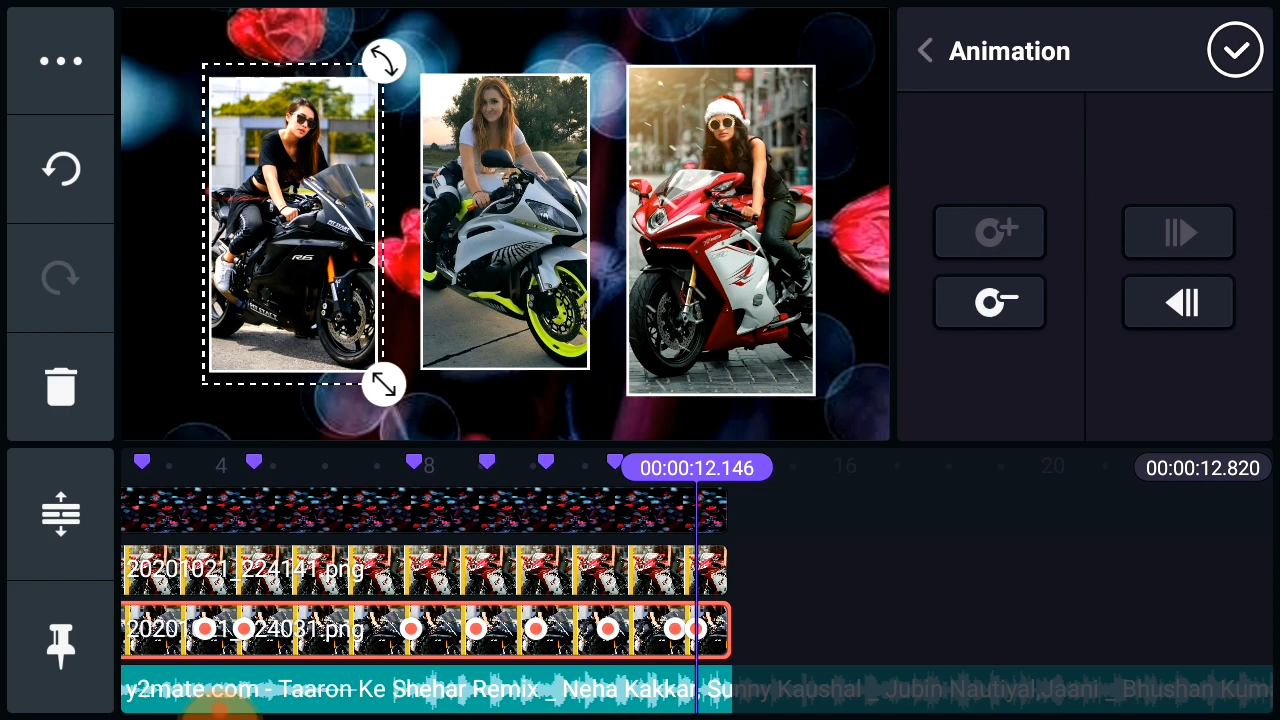 Animation
R6
4
8
00:00:12.146
16
20
00:00:12.820
20201021_224141.png
y2mate.com - Taaron Ke Shehar Remix _ Neha Kakkar, Sunny Kaushal _ Jubin Nautiyal,Jaani _ Bhushan Kum